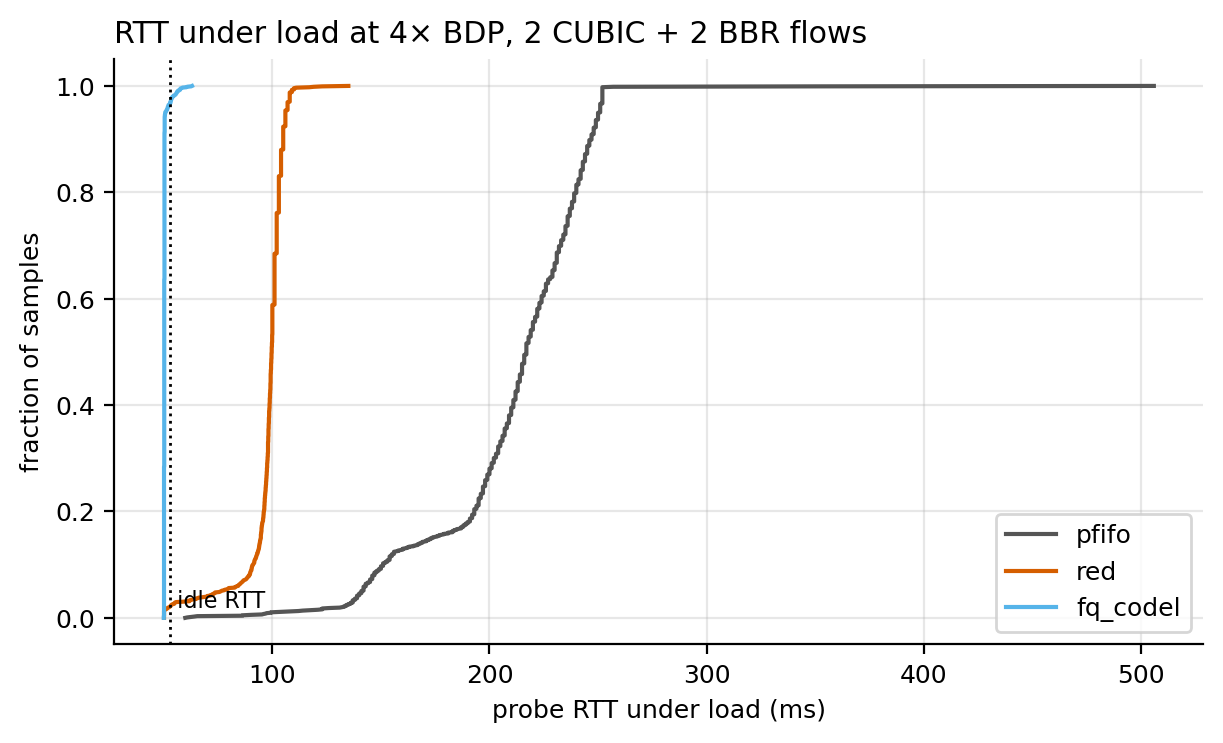 RTT under load at 4× BDP, 2 CUBIC + 2 BBR flows
fraction of samples
1.0
0.8
0.6
0.4
0.2
0.0
idle RTT
pfifo
red
fq_codel
100
200
300
400
500
probe RTT under load (ms)